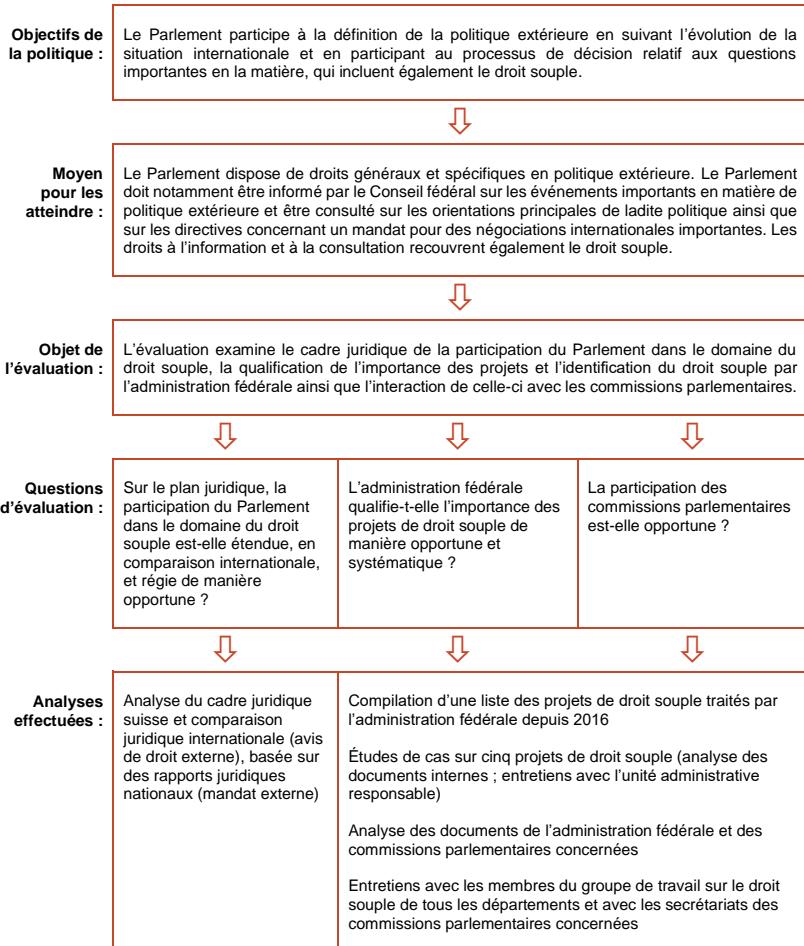 Objectifs de
la politique :
Le Parlement participe à la définition de la politique extérieure en suivant l’évolution de la
situation internationale et en participant au processus de décision relatif aux questions
importantes en la matière, qui incluent également le droit souple.
Moyen
pour les
atteindre :
Le Parlement dispose de droits généraux et spécifiques en politique extérieure. Le Parlement
doit notamment être informé par le Conseil fédéral sur les événements importants en matière de
politique extérieure et être consulté sur les orientations principales de ladite politique ainsi que
sur les directives concernant un mandat pour des négociations internationales importantes. Les
droits à l’information et à la consultation recouvrent également le droit souple.
Objet de
l’évaluation :
L’évaluation examine le cadre juridique de la participation du Parlement dans le domaine du
droit souple, la qualification de l’importance des projets et l’identification du droit souple par
l’administration fédérale ainsi que l’interaction de celle-ci avec les commissions parlementaires.
Questions
d’évaluation :
Sur le plan juridique, la
participation du Parlement
dans le domaine du droit
souple est-elle étendue, en
comparaison internationale,
et régie de manière
opportune ?
L’administration fédérale
qualifie-t-elle l’importance des
projets de droit souple de
manière opportune et
systématique ?
La participation des
commissions parlementaires
est-elle opportune ?
Analyses
effectuées :
Analyse du cadre juridique
suisse et comparaison
juridique internationale (avis
de droit externe), basée sur
des rapports juridiques
nationaux (mandat externe)
Compilation d’une liste des projets de droit souple traités par
l’administration fédérale depuis 2016
Études de cas sur cinq projets de droit souple (analyse des
documents internes ; entretiens avec l’unité administrative
responsable)
Analyse des documents de l’administration fédérale et des
commissions parlementaires concernées
Entretiens avec les membres du groupe de travail sur le droit
souple de tous les départements et avec les secrétariats des
commissions parlementaires concernées